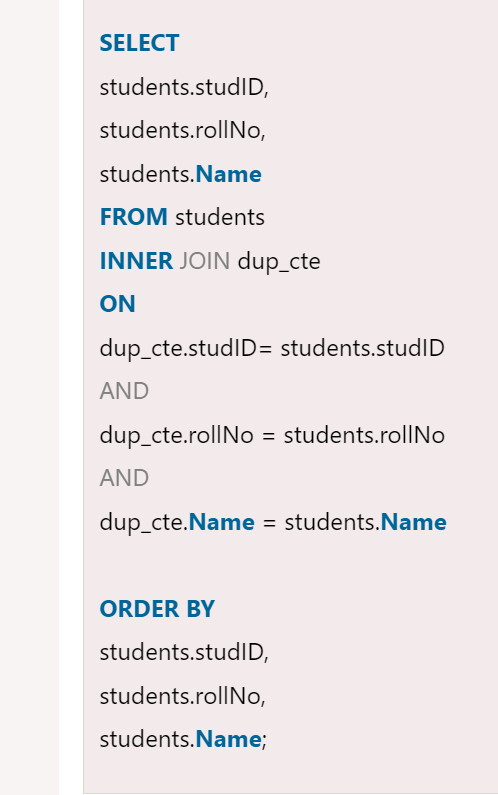 SELECT
students.studID,
students.rollNo,
students.Name
FROM students
INNER JOIN dup_cte
ON
dup_cte.studID= students.studID
AND
dup_cte.rollNo = students.rollNo
AND
dup_cte.Name = students.Name
ORDER BY
students.studID,
students.rollNo,
students.Name;